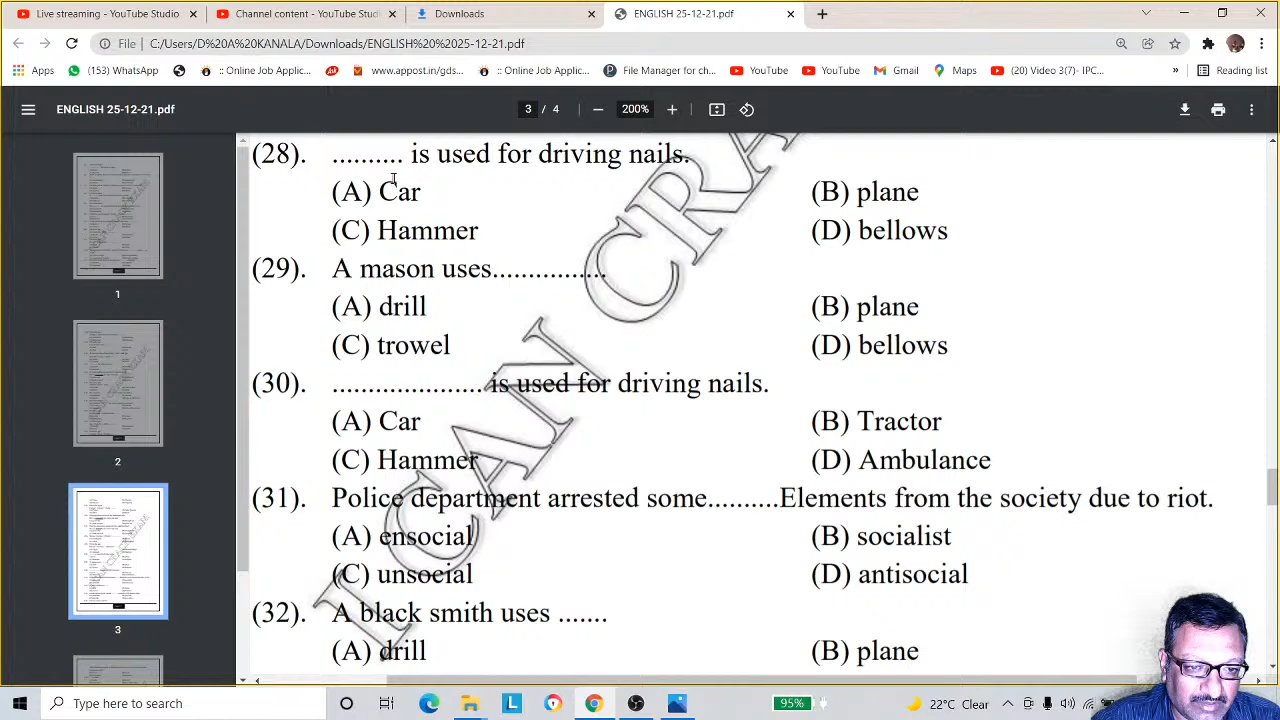 Live streaming - YouTube Studio
Channel content - YouTube Studio
Downloads
ENGLISH 25-12-21.pdf
File | C:/Users/D%20A%20KANALA/Downloads/ENGLISH%20%2025-12-21.pdf
Apps
(153) WhatsApp
:: Online Job Applic...
www.appost.in/gds...
:: Online Job Applic...
File Manager for ch...
YouTube
YouTube
Gmail
Maps
(20) Video 3(7)- IPC...
»
Reading list
ENGLISH 25-12-21.pdf
3 / 4
200%
1
2
3
(28). .......... is used for driving nails.
(A) Car (B) plane
(C) Hammer (D) bellows
(29). A mason uses................
(A) drill (B) plane
(C) trowel (D) bellows
(30). ..................... is used for driving nails.
(A) Car (B) Tractor
(C) Hammer (D) Ambulance
(31). Police department arrested some..........Elements from the society due to riot.
(A) ensocial (B) socialist
(C) unsocial (D) antisocial
(32). A black smith uses .......
(A) drill (B) plane
I CAN CRA
Type here to search
95%
22°C Clear